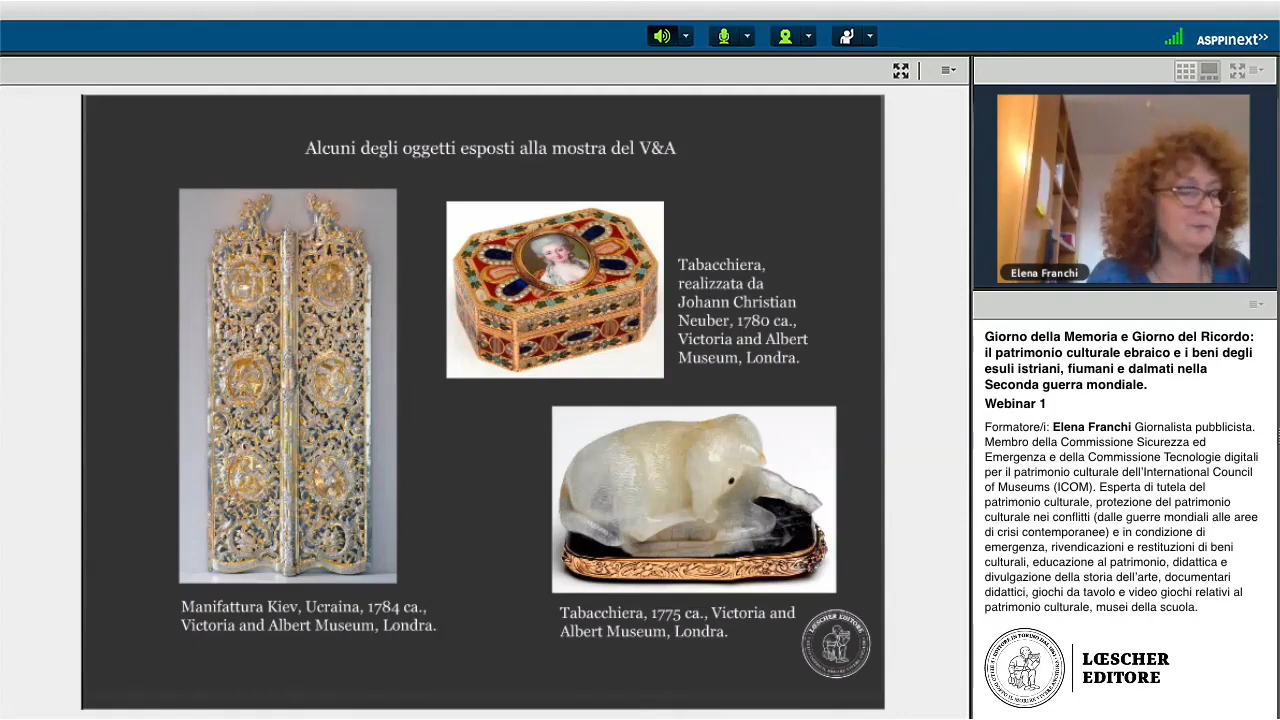 ASPPInext>>
Alcuni degli oggetti esposti alla mostra del V&A
Tabacchiera,
realizzata da
Johann Christian
Neuber, 1780 ca.,
Victoria and Albert
Museum, Londra.
Manifattura Kiev, Ucraina, 1784 ca.,
Victoria and Albert Museum, Londra.
Tabacchiera, 1775 ca., Victoria and
Albert Museum, Londra.
LOESCHER EDITORE
Elena Franchi
Giorno della Memoria e Giorno del Ricordo:
il patrimonio culturale ebraico e i beni degli
esuli istriani, fiumani e dalmati nella
Seconda guerra mondiale.
Webinar 1
Formatore/i: Elena Franchi Giornalista pubblicista.
Membro della Commissione Sicurezza ed
Emergenza e della Commissione Tecnologie digitali
per il patrimonio culturale dell'International Council
of Museums (ICOM). Esperta di tutela del
patrimonio culturale, protezione del patrimonio
culturale nei conflitti (dalle guerre mondiali alle aree
di crisi contemporanee) e in condizione di
emergenza, rivendicazioni e restituzioni di beni
culturali, educazione al patrimonio, didattica e
divulgazione della storia dell'arte, documentari
didattici, giochi da tavolo e video giochi relativi al
patrimonio culturale, musei della scuola.
LŒSCHER
EDITORE